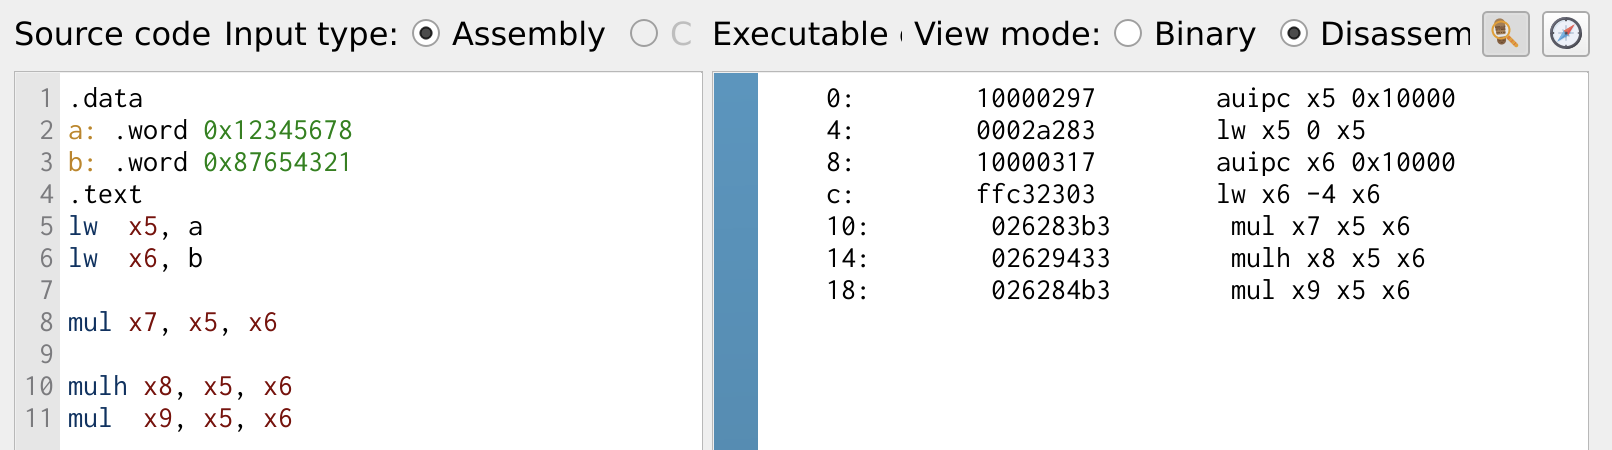 Source code Input type: Assembly C Executable View mode: Binary Disassem
1 .data
2 a: .word 0x12345678
3 b: .word 0x87654321
4 .text
5 lw  x5, a
6 lw  x6, b
7
8 mul x7, x5, x6
9
10 mulh x8, x5, x6
11 mul  x9, x5, x6
0: 10000297 auipc x5 0x10000
4: 0002a283 lw x5 0 x5
8: 10000317 auipc x6 0x10000
c: ffc32303 lw x6 -4 x6
10: 026283b3 mul x7 x5 x6
14: 02629433 mulh x8 x5 x6
18: 026284b3 mul x9 x5 x6